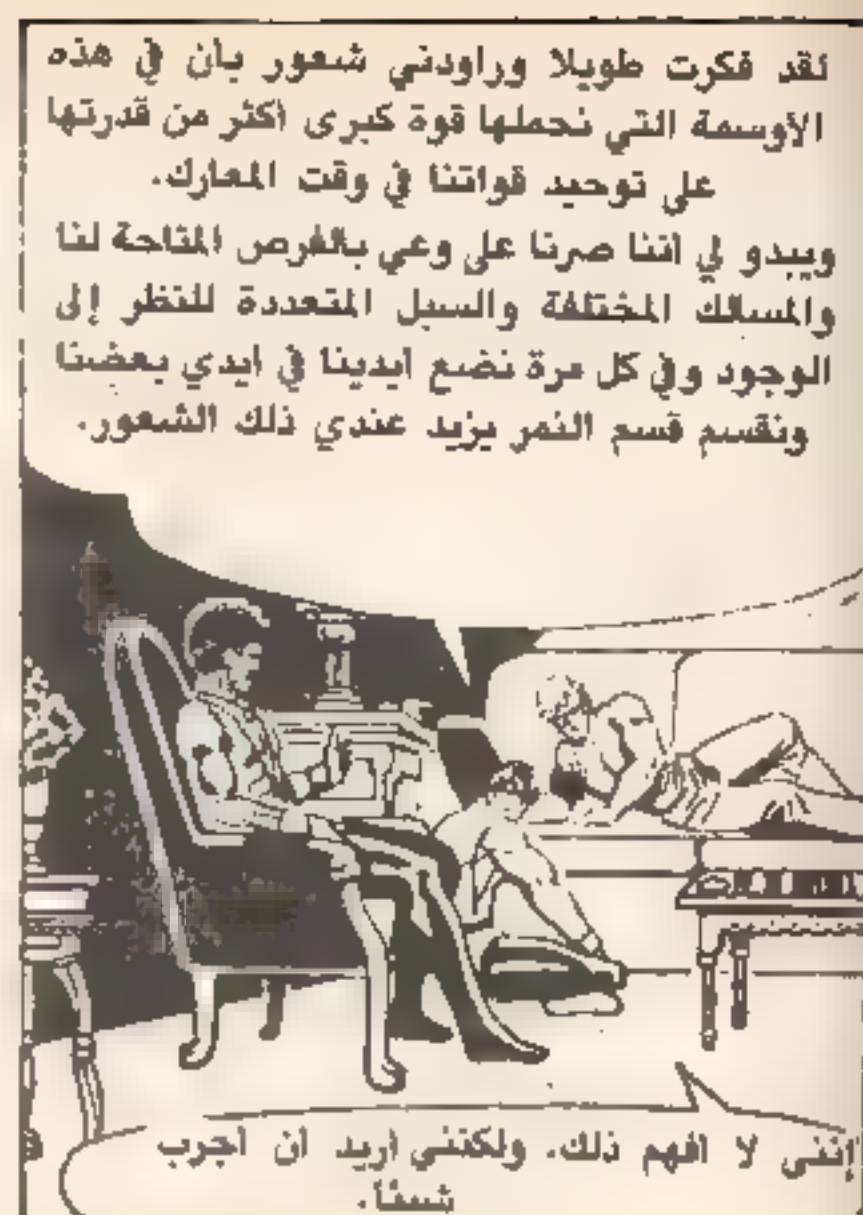 لقد فكرت طويلا وراودني شعور بأن في هذه
الأوسمة التي نحملها قوة كبرى أكثر من قدرتها
على توحيد قواتنا في وقت المعارك.
ويبدو لي اننا صرنا على وعي بالفرص المتاحة لنا
والمسالك المختلفة والسبل المتعددة للنظر إلى
الوجود وفي كل مرة نضع ايدينا في ايدي بعضنا
ونقسم قسم النمر يزيد عندي ذلك الشعور.
إنني لا افهم ذلك. ولكنني اريد ان اجرب
شيئا.